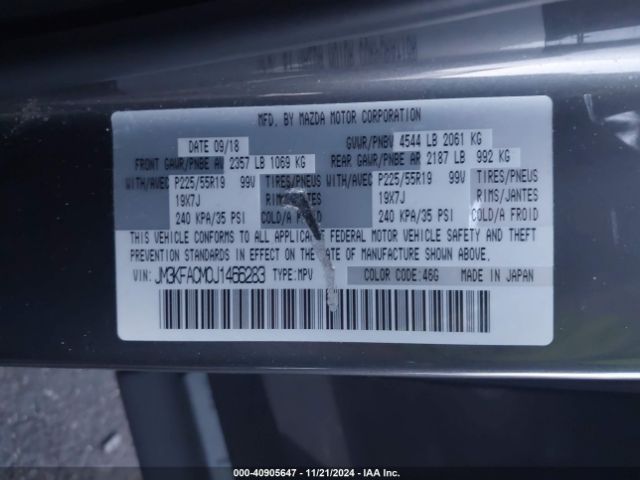 MFD. BY MAZDA MOTOR CORPORATION
DATE 09/18 GVWR/PNBV 4544 LB 2061 KG
FRONT GAWR/PNBE AV 2357 LB 1069 KG REAR GAWR/PNBE AR 2187 LB 992 KG
WITH/AVEC P225/55R19 99V TIRES/PNEUS WITH/AVEC P225/55R19 99V TIRES/PNEUS
19X7J RIMS/JANTES 19X7J RIMS/JANTES
240 KPA/35 PSI COLD/A FROID 240 KPA/35 PSI COLD/A FROID
THIS VEHICLE CONFORMS TO ALL APPLICABLE FEDERAL MOTOR VEHICLE SAFETY AND THEFT
PREVENTION STANDARDS IN EFFECT ON THE DATE OF MANUFACTURE SHOWN ABOVE.
VIN: JM3KFACM0J1466283 TYPE: MPV COLOR CODE: 46G MADE IN JAPAN
000-40905647 - 11/21/2024 - IAA Inc.